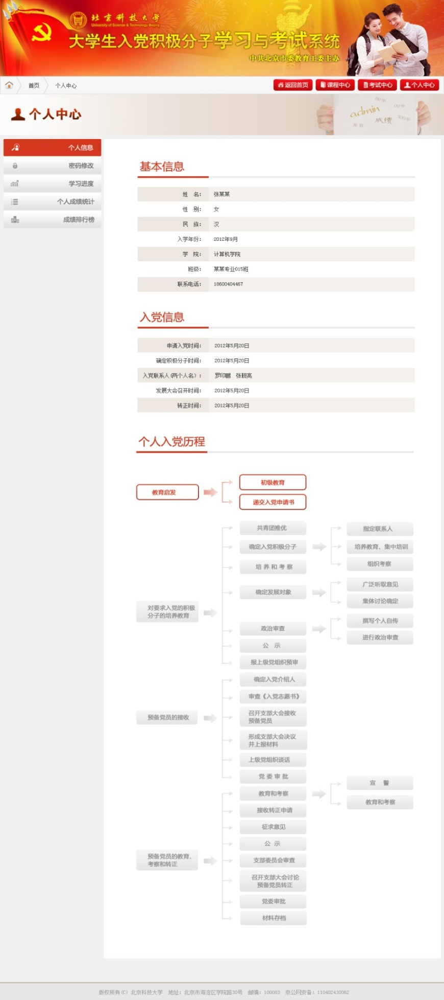 北京科技大学
University of Science & Technology Beijing
大学生入党积极分子学习与考试系统
中共北京市委教育工委主办
首页 个人中心
返回首页 课程中心 考试中心 个人中心
个人中心
admin
成绩
个人信息
密码修改
学习进度
个人成绩统计
成绩排行榜
基本信息
姓 名： 张某某
性 别： 女
民 族： 汉
入学年份： 2012年9月
学 院： 计算机学院
班级： 某某专业015班
联系电话： 18600404467
入党信息
申请入党时间： 2012年5月20日
确定积极分子时间： 2012年5月20日
入党联系人（两个人名）： 罗印鹏 张靓亮
发展大会召开时间： 2012年5月20日
转正时间： 2012年5月20日
个人入党历程
教育启发
初级教育
递交入党申请书
对要求入党的积极
分子的培养教育
共青团推优
确定入党积极分子
指定联系人
培养教育、集中培训
组织考察
培 养 和 考 察
确定发展对象
广泛听取意见
集体讨论确定
政治审查
撰写个人自传
进行政治审查
公 示
报上级党组织预审
预备党员的接收
确定入党介绍人
审查《入党志愿书》
召开支部大会接收
预备党员
形成支部大会决议
并上报材料
上级党组织谈话
党 委 审 批
预备党员的教育、
考察和转正
教育和考察
宣 誓
教育和考察
接收转正申请
征求意见
公 示
支部委员会审查
召开支部大会讨论
预备党员转正
党委审批
材料存档
版权所有（C）北京科技大学 地址：北京市海淀区学院路30号 邮编：100083 京公网安备：110402430062